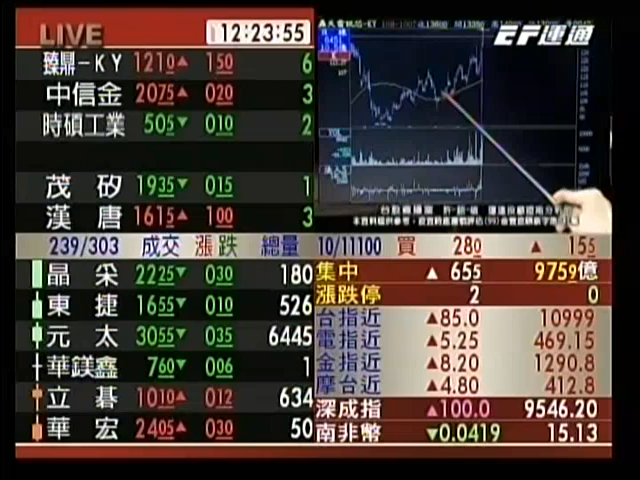 LIVE 12:23:55 EF運通
臻鼎-KY 1210▲ 150 6
中信金 2075▲ 020 3
時碩工業 505▼ 010 2
茂 矽 1935▼ 015 1
漢 唐 1615▲ 100 3
239/303 成交 漲跌 總量 10/11100 買 280 ▲ 155
晶 采 2225▼ 030 180 集中 ▲ 655 9759億
東 捷 1655▼ 010 526 漲跌停 2 0
元 太 3055▼ 035 6445 台指近 ▲85.0 10999
電指近 ▲5.25 469.15
華鎂鑫 760▼ 006 1 金指近 ▲8.20 1290.8
摩台近 ▲4.80 412.8
立 碁 1010▲ 012 634 深成指 ▲100.0 9546.20
華 宏 2405▲ 030 50 南非幣 ▼0.0419 15.13